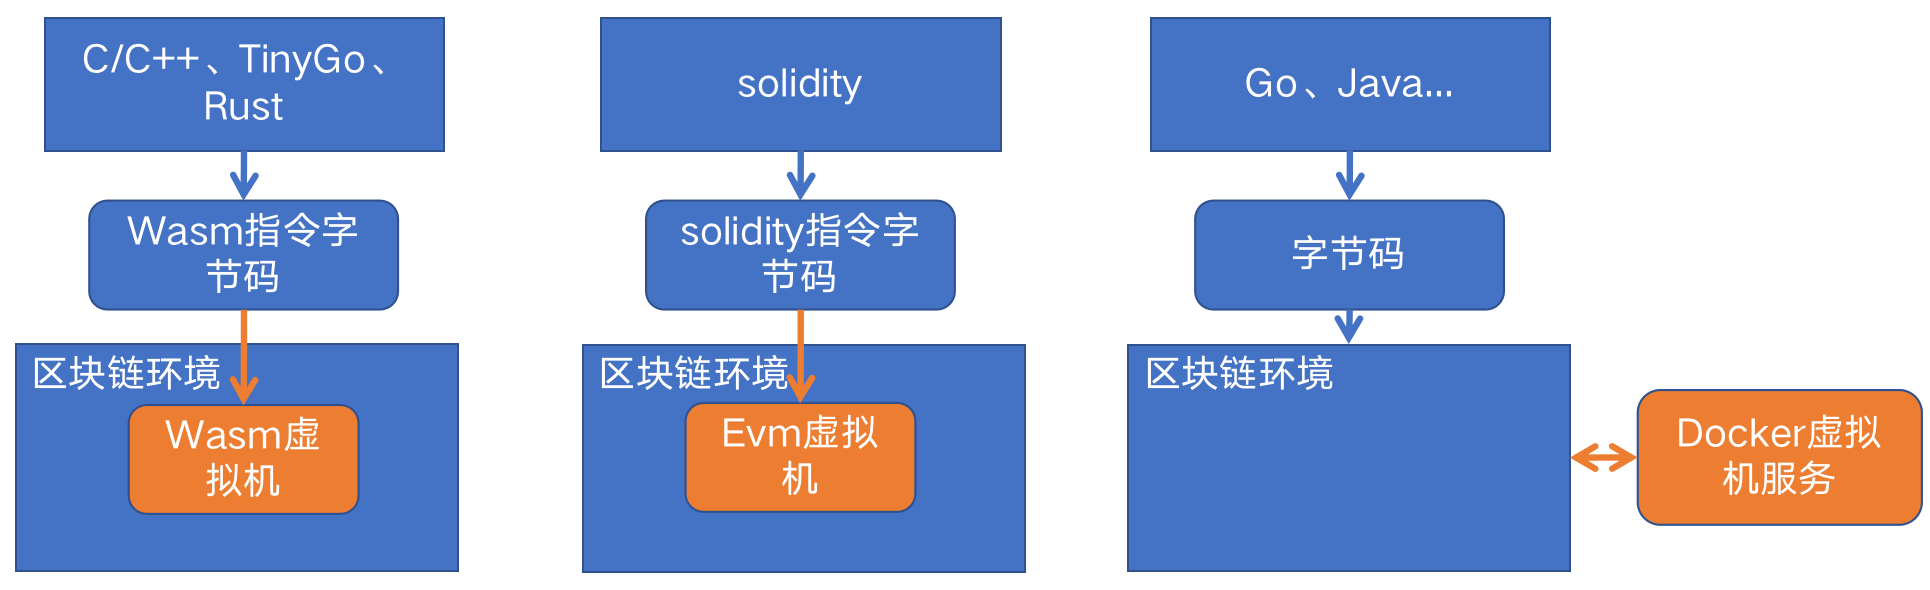 C/C++、TinyGo、
Rust
Wasm指令字
节码
区块链环境
Wasm虚
拟机
solidity
solidity指令字
节码
区块链环境
Evm虚拟
机
Go、Java...
字节码
区块链环境
Docker虚拟
机服务